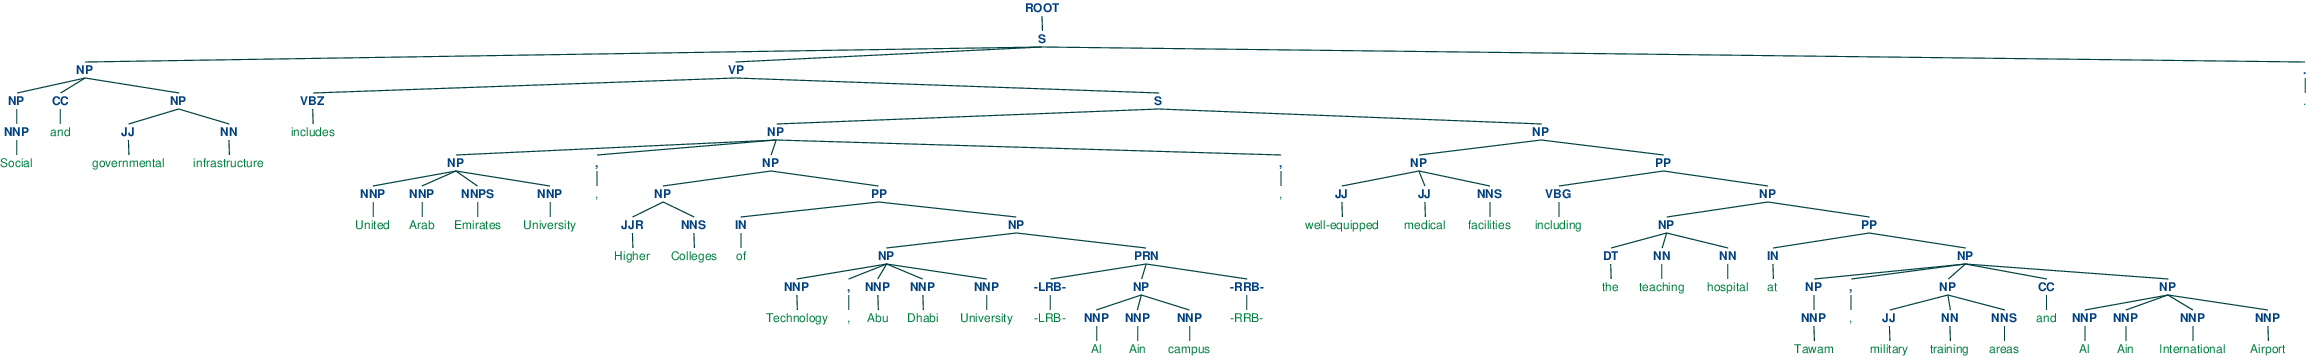 ROOT
S
NP VP .
NP CC NP VBZ S .
NNP and JJ NN includes NP NP
Social governmental infrastructure NP , NP , NP PP
NNP NNP NNPS NNP , NP PP , JJ JJ NNS VBG NP
United Arab Emirates University JJR NNS IN NP well-equipped medical facilities including NP PP
Higher Colleges of NP PRN DT NN NN IN NP
NNP , NNP NNP NNP -LRB- NP -RRB- the teaching hospital at NP , NP CC NP
Technology , Abu Dhabi University -LRB- NNP NNP NNP -RRB- NNP , JJ NN NNS and NNP NNP NNP NNP
Al Ain campus Tawam military training areas Al Ain International Airport